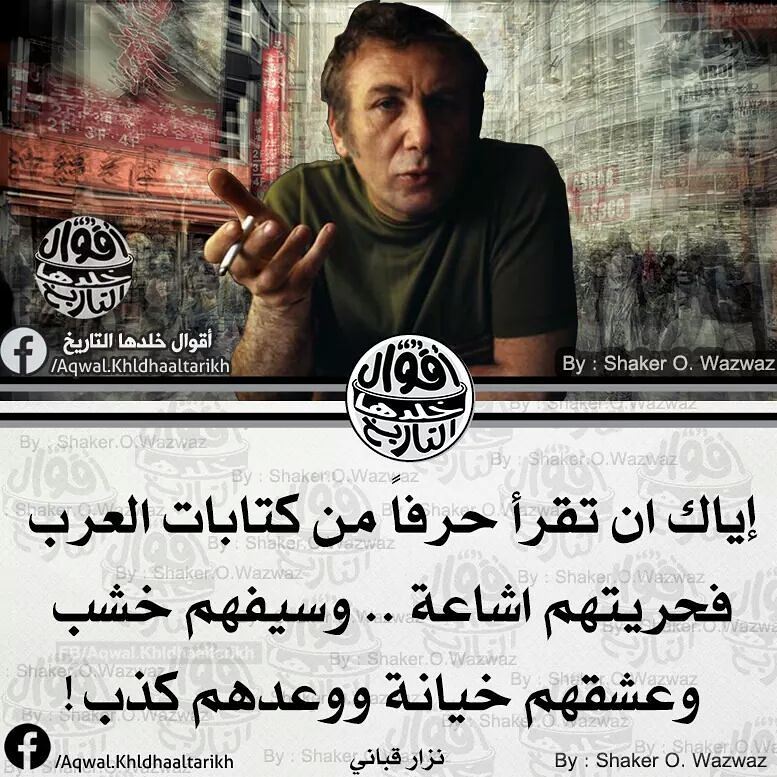 أقوال خلدها التاريخ
أقوال خلدها التاريخ
/Aqwal.Khldhaaltarikh
By : Shaker O. Wazwaz
أقوال خلدها التاريخ
إياك ان تقرأ حرفاً من كتابات العرب
فحريتهم اشاعة .. وسيفهم خشب
وعشقهم خيانة ووعدهم كذب !
نزار قباني
/Aqwal.Khldhaaltarikh
By : Shaker O. Wazwaz